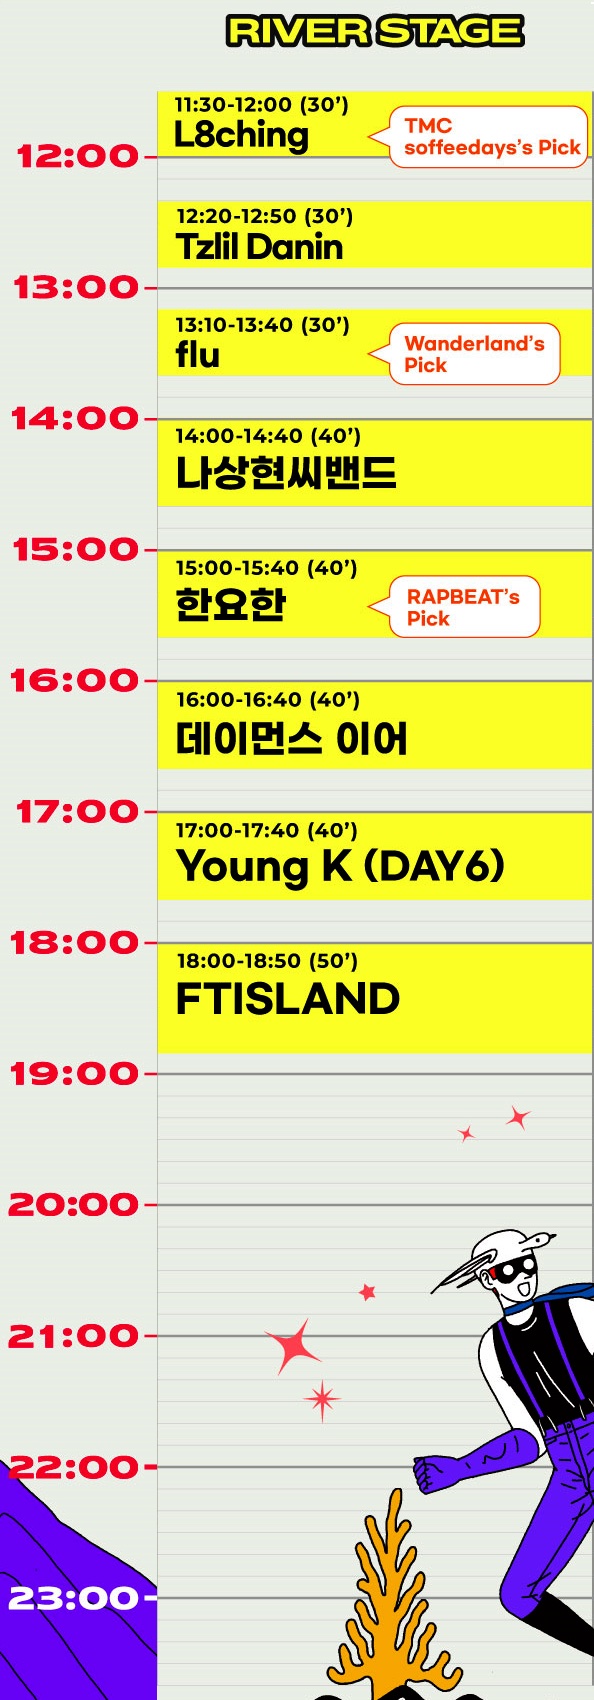 RIVER STAGE
11:30-12:00 (30’)
L8ching
TMC
soffeedays’s Pick
12:00
12:20-12:50 (30’)
Tzlil Danin
13:00
13:10-13:40 (30’)
flu
Wanderland’s
Pick
14:00
14:00-14:40 (40’)
나상현씨밴드
15:00
15:00-15:40 (40’)
한요한
RAPBEAT’s
Pick
16:00
16:00-16:40 (40’)
데이먼스 이어
17:00
17:00-17:40 (40’)
Young K (DAY6)
18:00
18:00-18:50 (50’)
FTISLAND
19:00
20:00
21:00
22:00
23:00